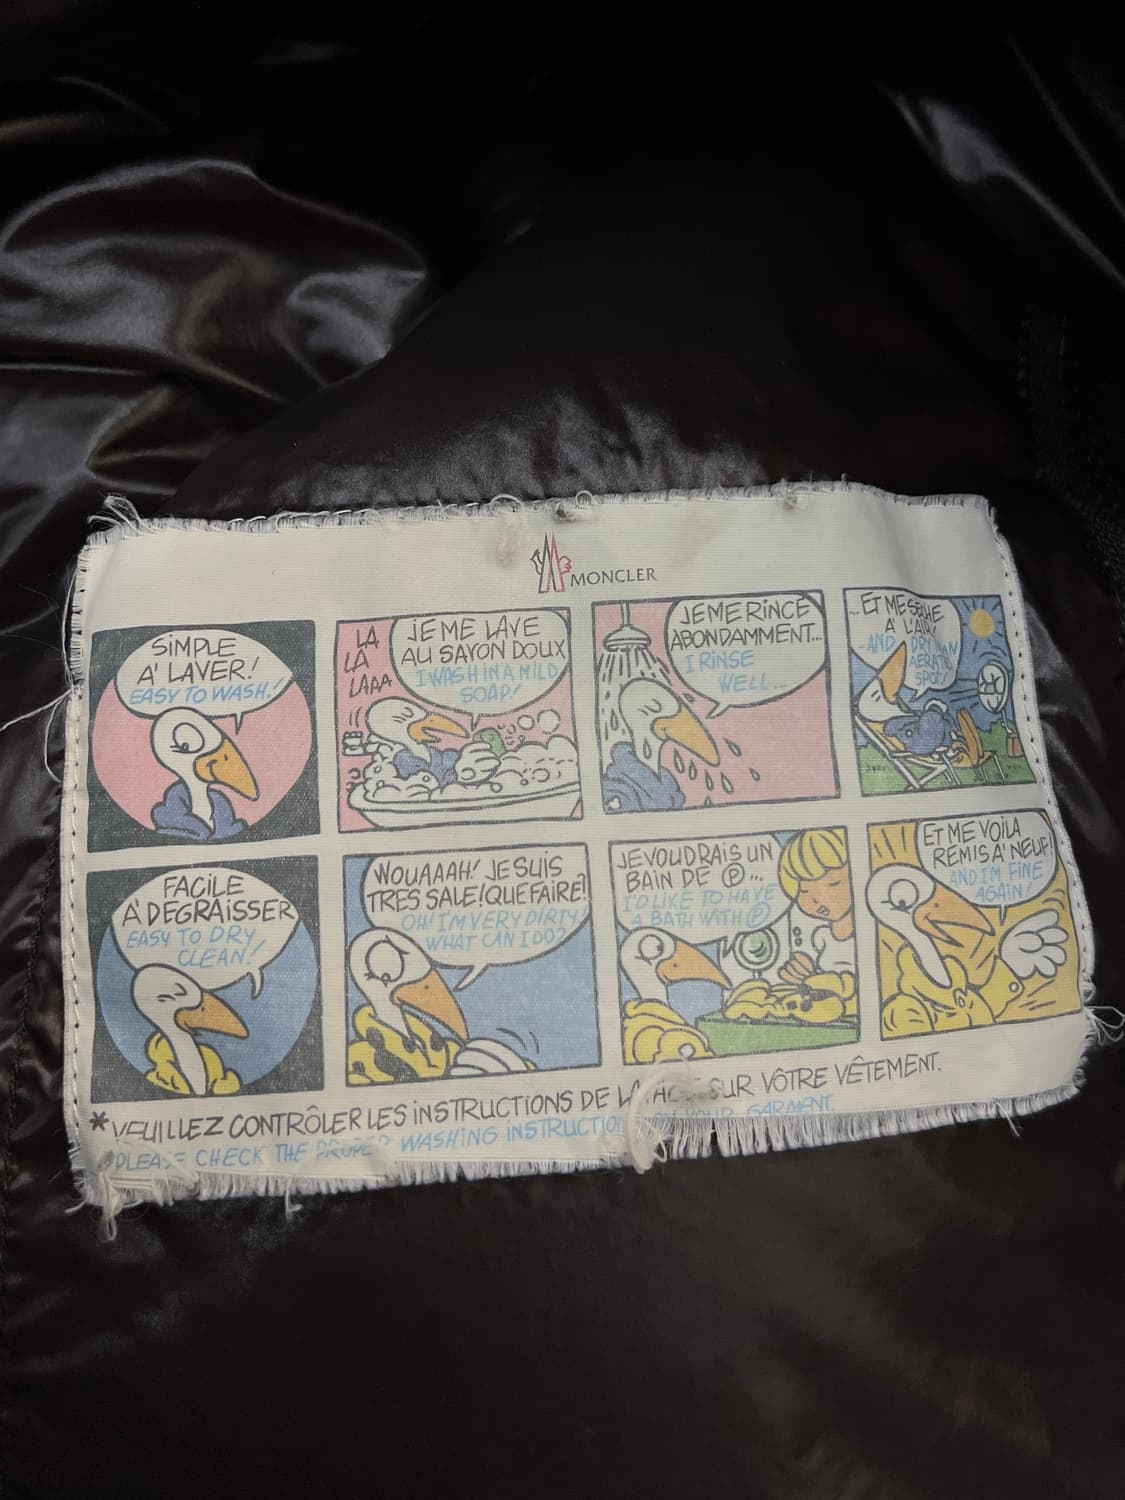 MONCLER
SIMPLE
A' LAVER!
EASY TO WASH!
LA
LA
LAAA
JE ME LAVE
AU SAVON DOUX
I WASH IN A MILD
SOAP!
JE ME RINCE
ABONDAMMENT...
I RINSE
WELL...
...ET ME SÈCHE
A' L'AIR!
-AND DRY IN AN
AERATED
SPOT!
FACILE
A' DEGRAISSER
EASY TO DRY
CLEAN!
WOUAAAH! JE SUIS
TRES SALE! QUE FAIRE?
OH! I'M VERY DIRTY!
WHAT CAN I DO?
JE VOUDRAIS UN
BAIN DE Ⓟ...
I'D LIKE TO HAVE
A BATH WITH Ⓟ
ET ME VOILA
REMIS A' NEUF!
AND I'M FINE
AGAIN!
*VEUILLEZ CONTRÔLER LES INSTRUCTIONS DE SUR VÔTRE VÊTEMENT.
PLEASE CHECK THE PROPER WASHING INSTRUCTION ON YOUR GARMENT.